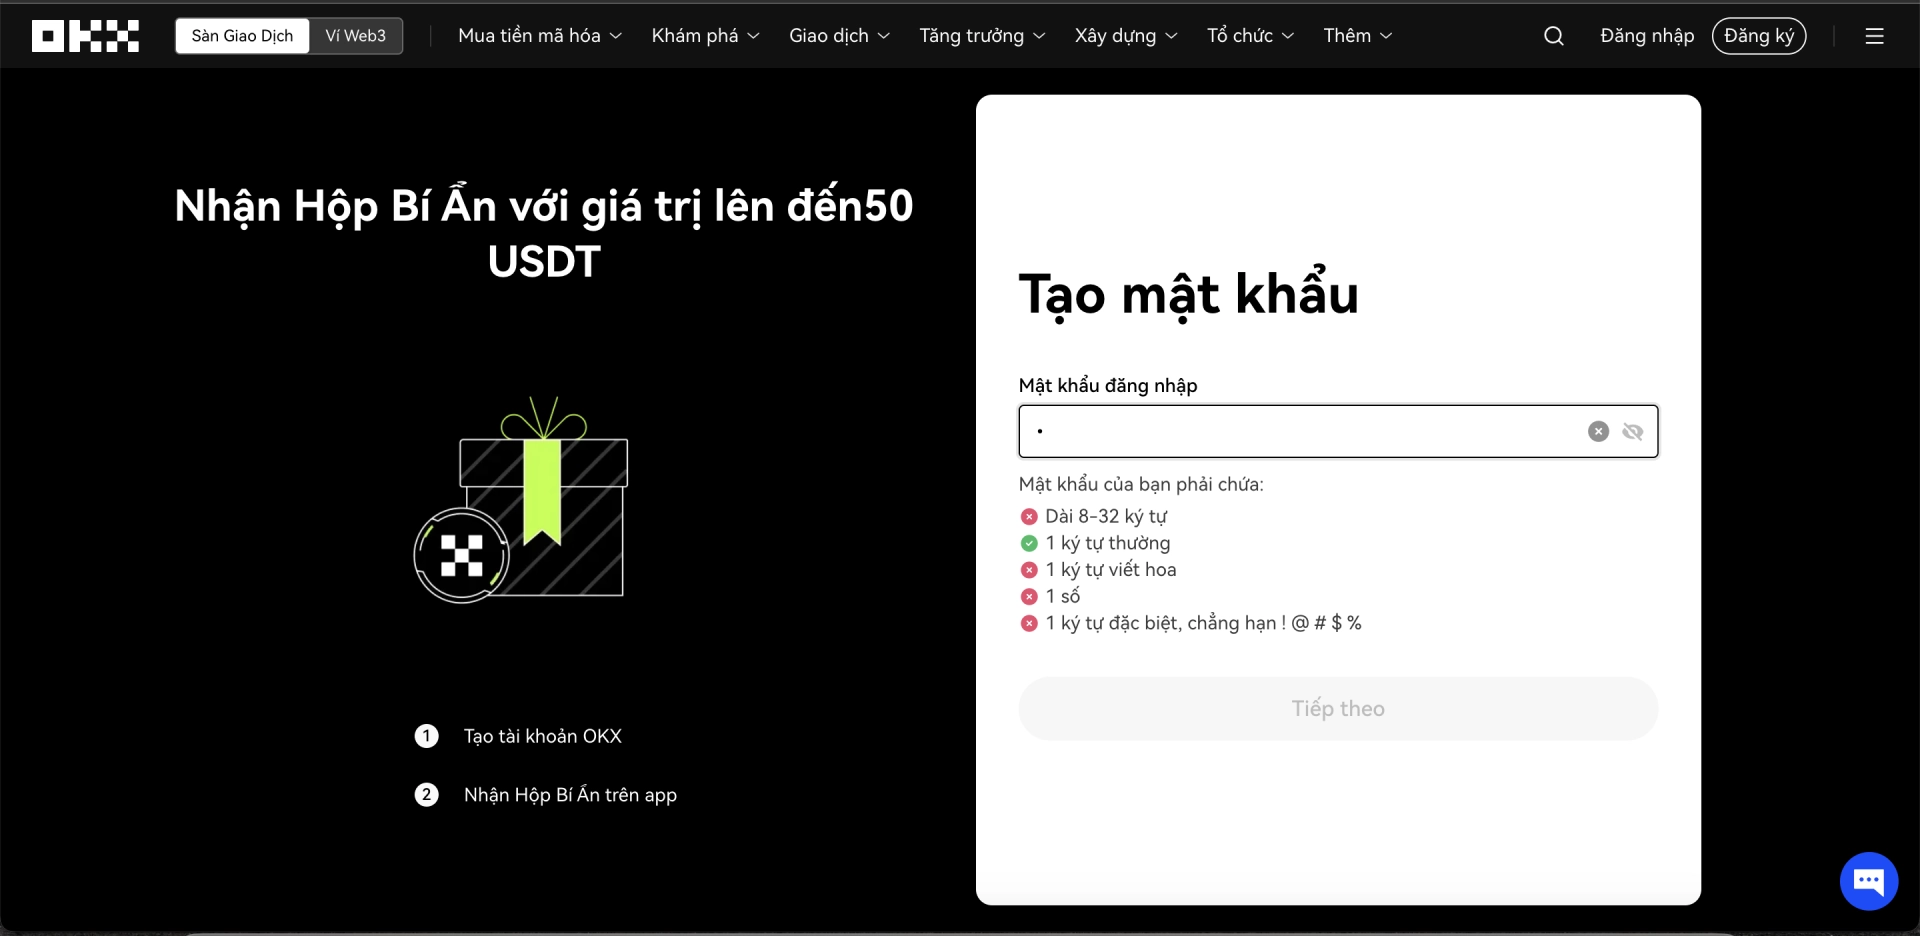 OKX
Sàn Giao Dịch
Ví Web3
Mua tiền mã hóa
Khám phá
Giao dịch
Tăng trưởng
Xây dựng
Tổ chức
Thêm
Đăng nhập
Đăng ký
Nhận Hộp Bí Ẩn với giá trị lên đến50
USDT
1 Tạo tài khoản OKX
2 Nhận Hộp Bí Ẩn trên app
Tạo mật khẩu
Mật khẩu đăng nhập
•
Mật khẩu của bạn phải chứa:
Dài 8-32 ký tự
1 ký tự thường
1 ký tự viết hoa
1 số
1 ký tự đặc biệt, chẳng hạn ! @ # $ %
Tiếp theo